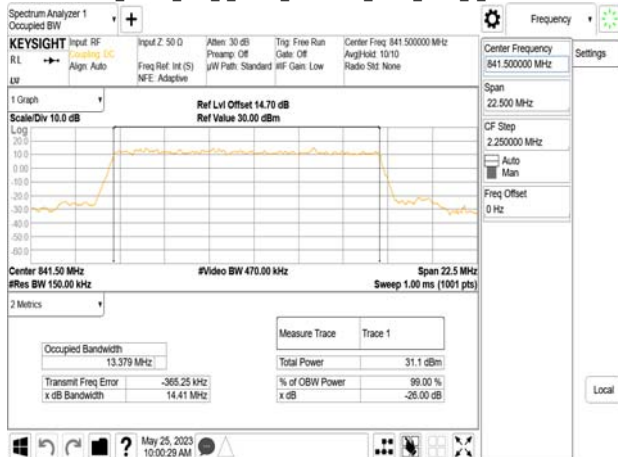 Spectrum Analyzer 1
Occupied BW
Frequency
KEYSIGHT
RL
Input: RF
Coupling: DC
Align: Auto
Input Z: 50 Ω
Freq Ref: Int (S)
NFE: Adaptive
Atten: 30 dB
Preamp: Off
µW Path: Standard
Trig: Free Run
Gate: Off
#IF Gain: Low
Center Freq: 841.500000 MHz
Avg|Hold: 10/10
Radio Std: None
Center Frequency
841.500000 MHz
Settings
Span
22.500 MHz
CF Step
2.250000 MHz
Auto
Man
Freq Offset
0 Hz
Local
1 Graph
Scale/Div 10.0 dB
Ref Lvl Offset 14.70 dB
Ref Value 30.00 dBm
Log
20.0
10.0
0.00
-10.0
-20.0
-30.0
-40.0
-50.0
-60.0
Center 841.50 MHz
#Video BW 470.00 kHz
Span 22.5 MHz
#Res BW 150.00 kHz
Sweep 1.00 ms (1001 pts)
2 Metrics
Measure Trace
Trace 1
Occupied Bandwidth
13.379 MHz
Total Power
31.1 dBm
Transmit Freq Error
-365.25 kHz
% of OBW Power
99.00 %
x dB Bandwidth
14.41 MHz
x dB
-26.00 dB
?
May 25, 2023
10:00:29 AM